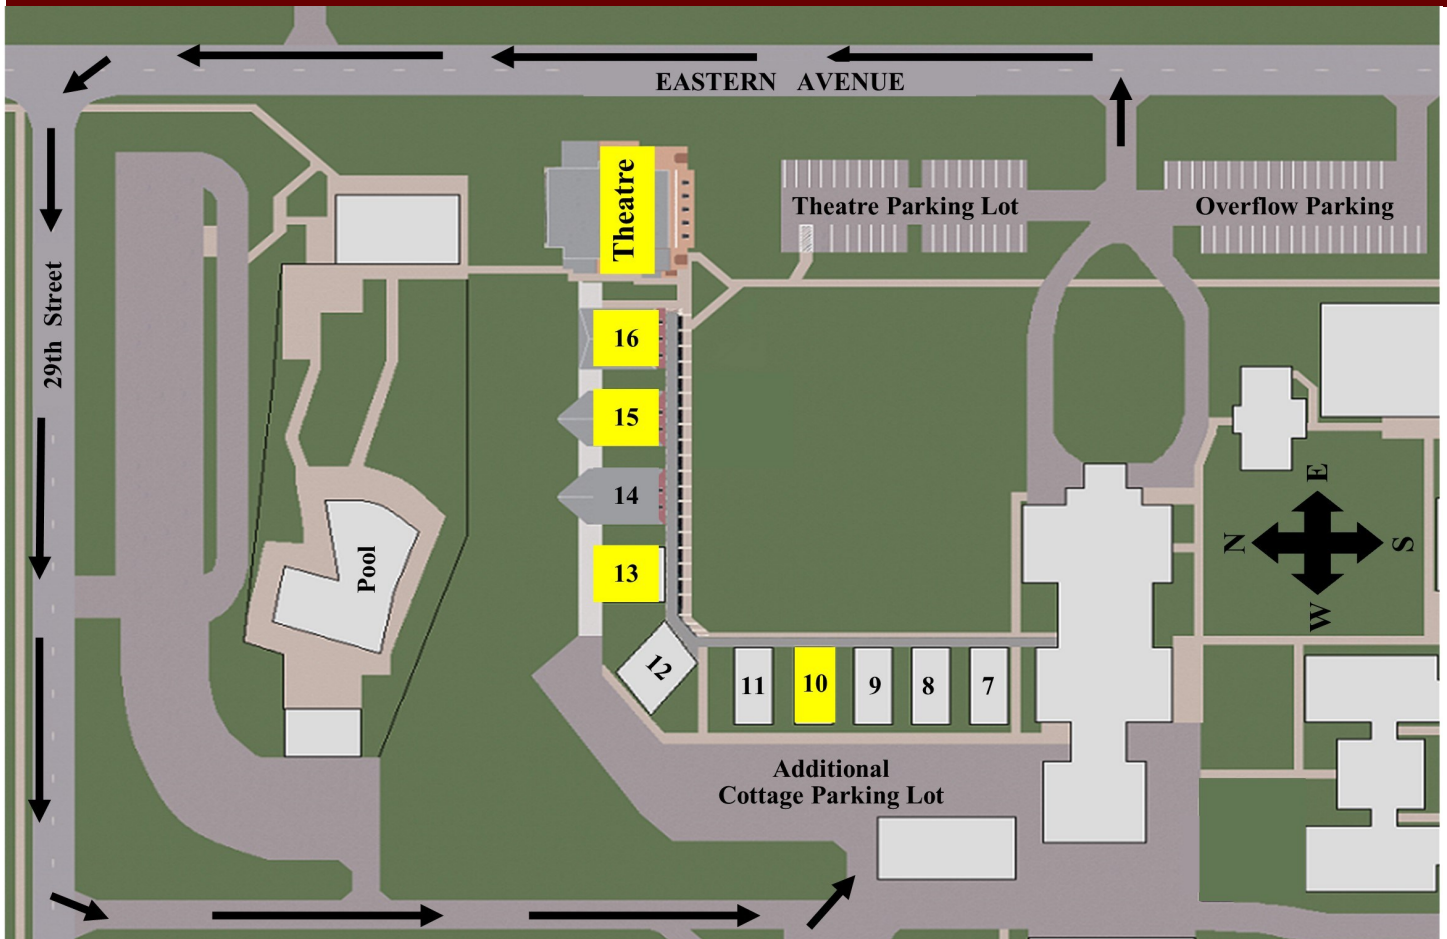 EASTERN AVENUE
Theatre
Theatre Parking Lot
Overflow Parking
29th Street
16
15
14
13
12
11
10
9
8
7
Pool
E
N
S
W
Additional
Cottage Parking Lot